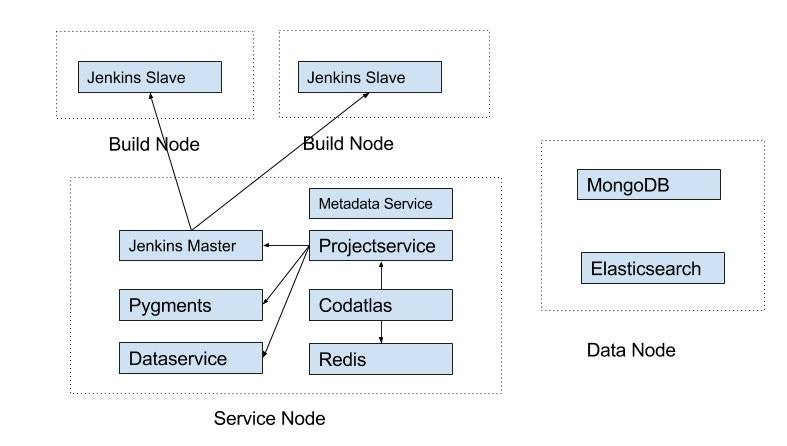 Jenkins Slave
Jenkins Slave
Build Node
Build Node
Metadata Service
Jenkins Master
Projectservice
Pygments
Codatlas
Dataservice
Redis
Service Node
MongoDB
Elasticsearch
Data Node